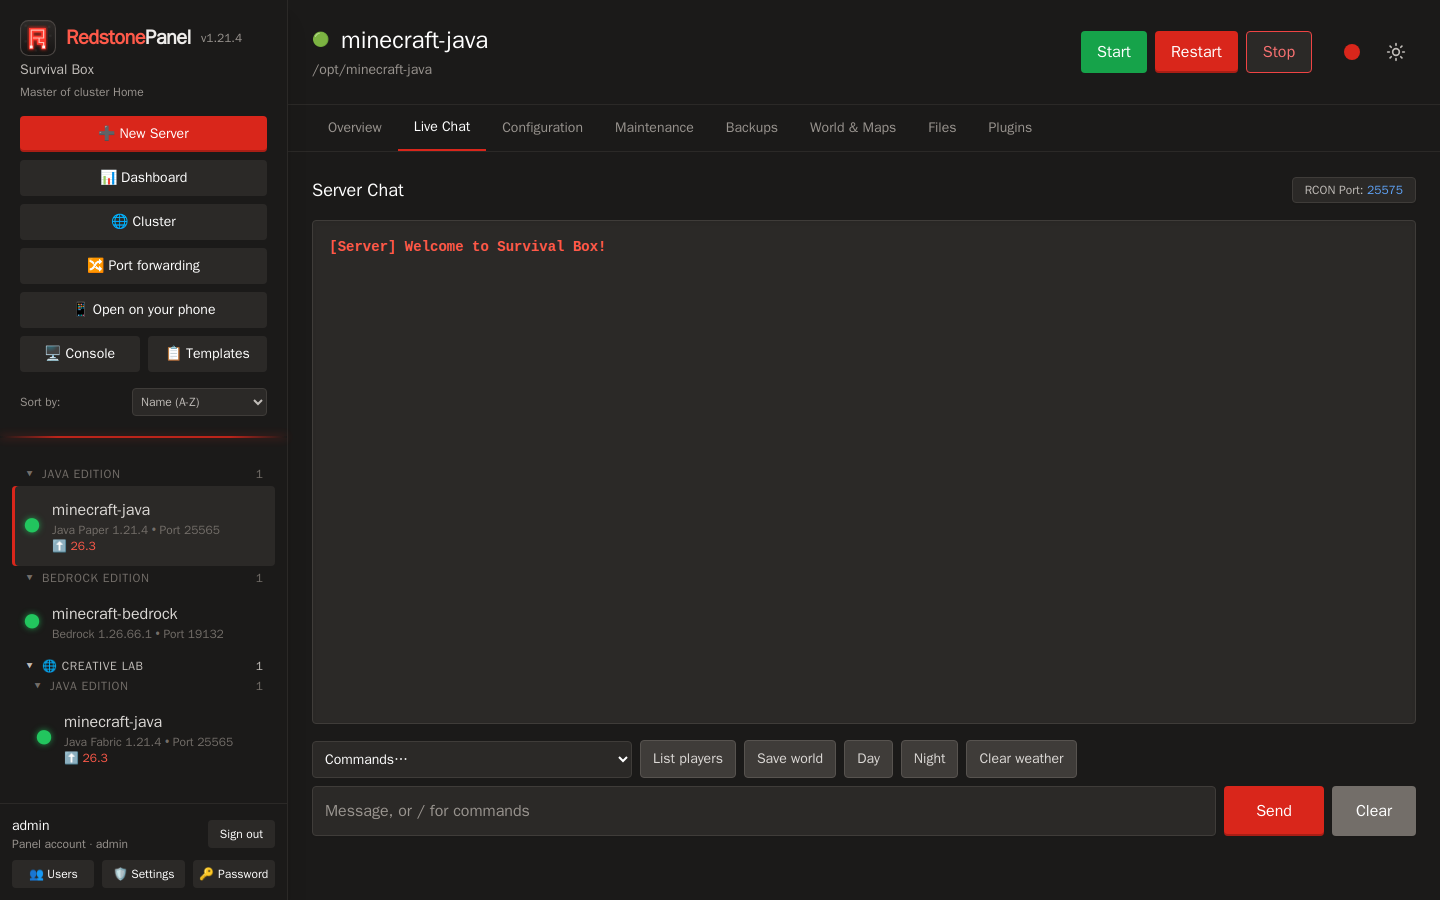 RedstonePanel v1.21.4
Survival Box
Master of cluster Home
➕ New Server
📊 Dashboard
🌐 Cluster
🔀 Port forwarding
📱 Open on your phone
🖥️ Console
📋 Templates
Sort by:
Name (A-Z)
▼ JAVA EDITION 1
minecraft-java
Java Paper 1.21.4 • Port 25565
⬆️ 26.3
▼ BEDROCK EDITION 1
minecraft-bedrock
Bedrock 1.26.66.1 • Port 19132
▼ 🌐 CREATIVE LAB 1
▼ JAVA EDITION 1
minecraft-java
Java Fabric 1.21.4 • Port 25565
⬆️ 26.3
admin
Panel account · admin
Sign out
👥 Users
🛡️ Settings
🔑 Password
minecraft-java
/opt/minecraft-java
Start
Restart
Stop
Overview
Live Chat
Configuration
Maintenance
Backups
World & Maps
Files
Plugins
Server Chat
RCON Port: 25575
[Server] Welcome to Survival Box!
Commands⋯
List players
Save world
Day
Night
Clear weather
Message, or / for commands
Send
Clear